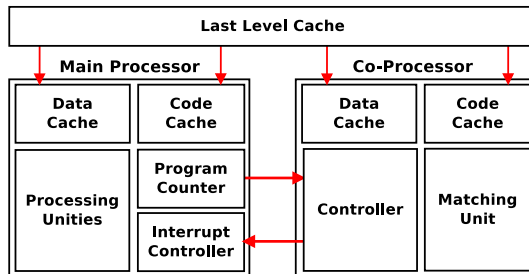 Last Level Cache
Main Processor
Co-Processor
Data
Cache
Code
Cache
Data
Cache
Code
Cache
Processing
Unities
Program
Counter
Interrupt
Controller
Controller
Matching
Unit